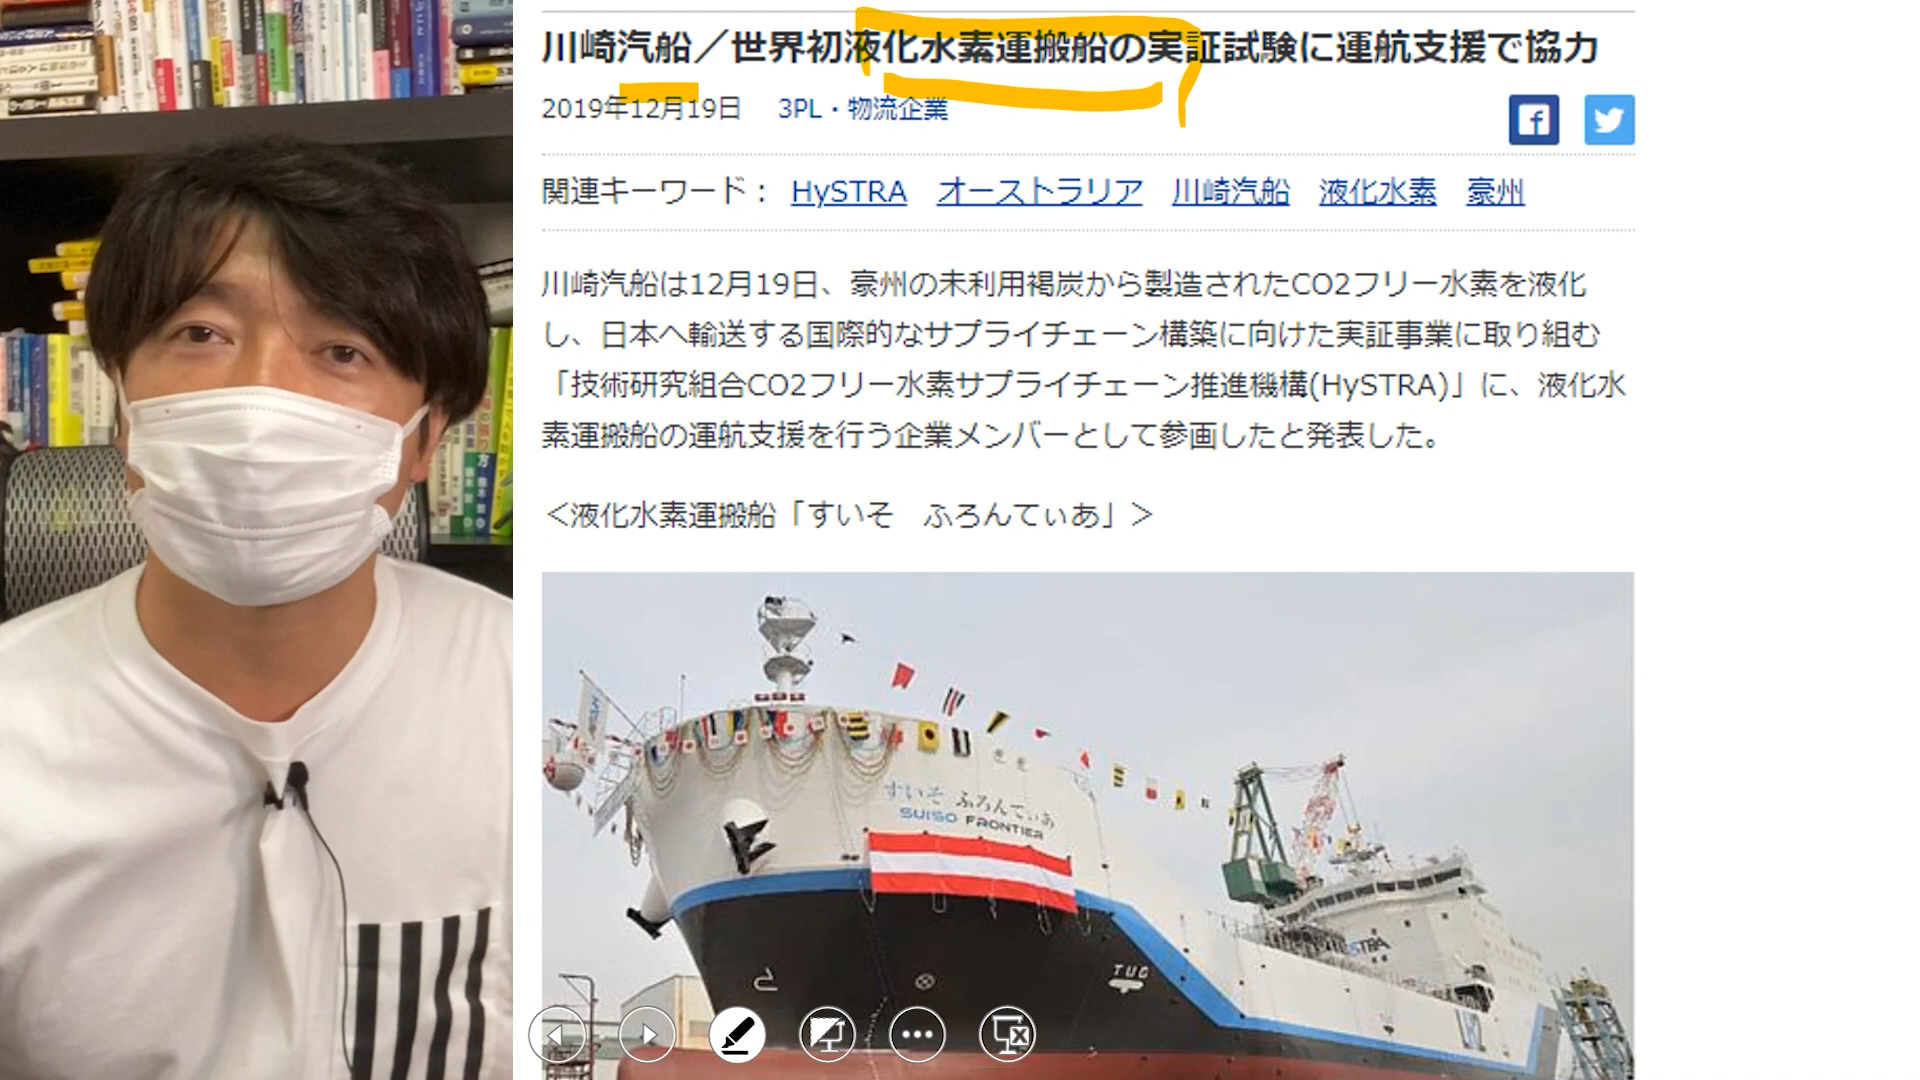 川崎汽船／世界初液化水素運搬船の実証試験に運航支援で協力
2019年12月19日　3PL・物流企業
関連キーワード： HySTRA　オーストラリア　川崎汽船　液化水素　豪州
川崎汽船は12月19日、豪州の未利用褐炭から製造されたCO2フリー水素を液化
し、日本へ輸送する国際的なサプライチェーン構築に向けた実証事業に取り組む
「技術研究組合CO2フリー水素サプライチェーン推進機構(HySTRA)」に、液化水
素運搬船の運航支援を行う企業メンバーとして参画したと発表した。
＜液化水素運搬船「すいそ　ふろんてぃあ」＞
すいそ ふろんてぃあ
SUISO FRONTIER
TUG